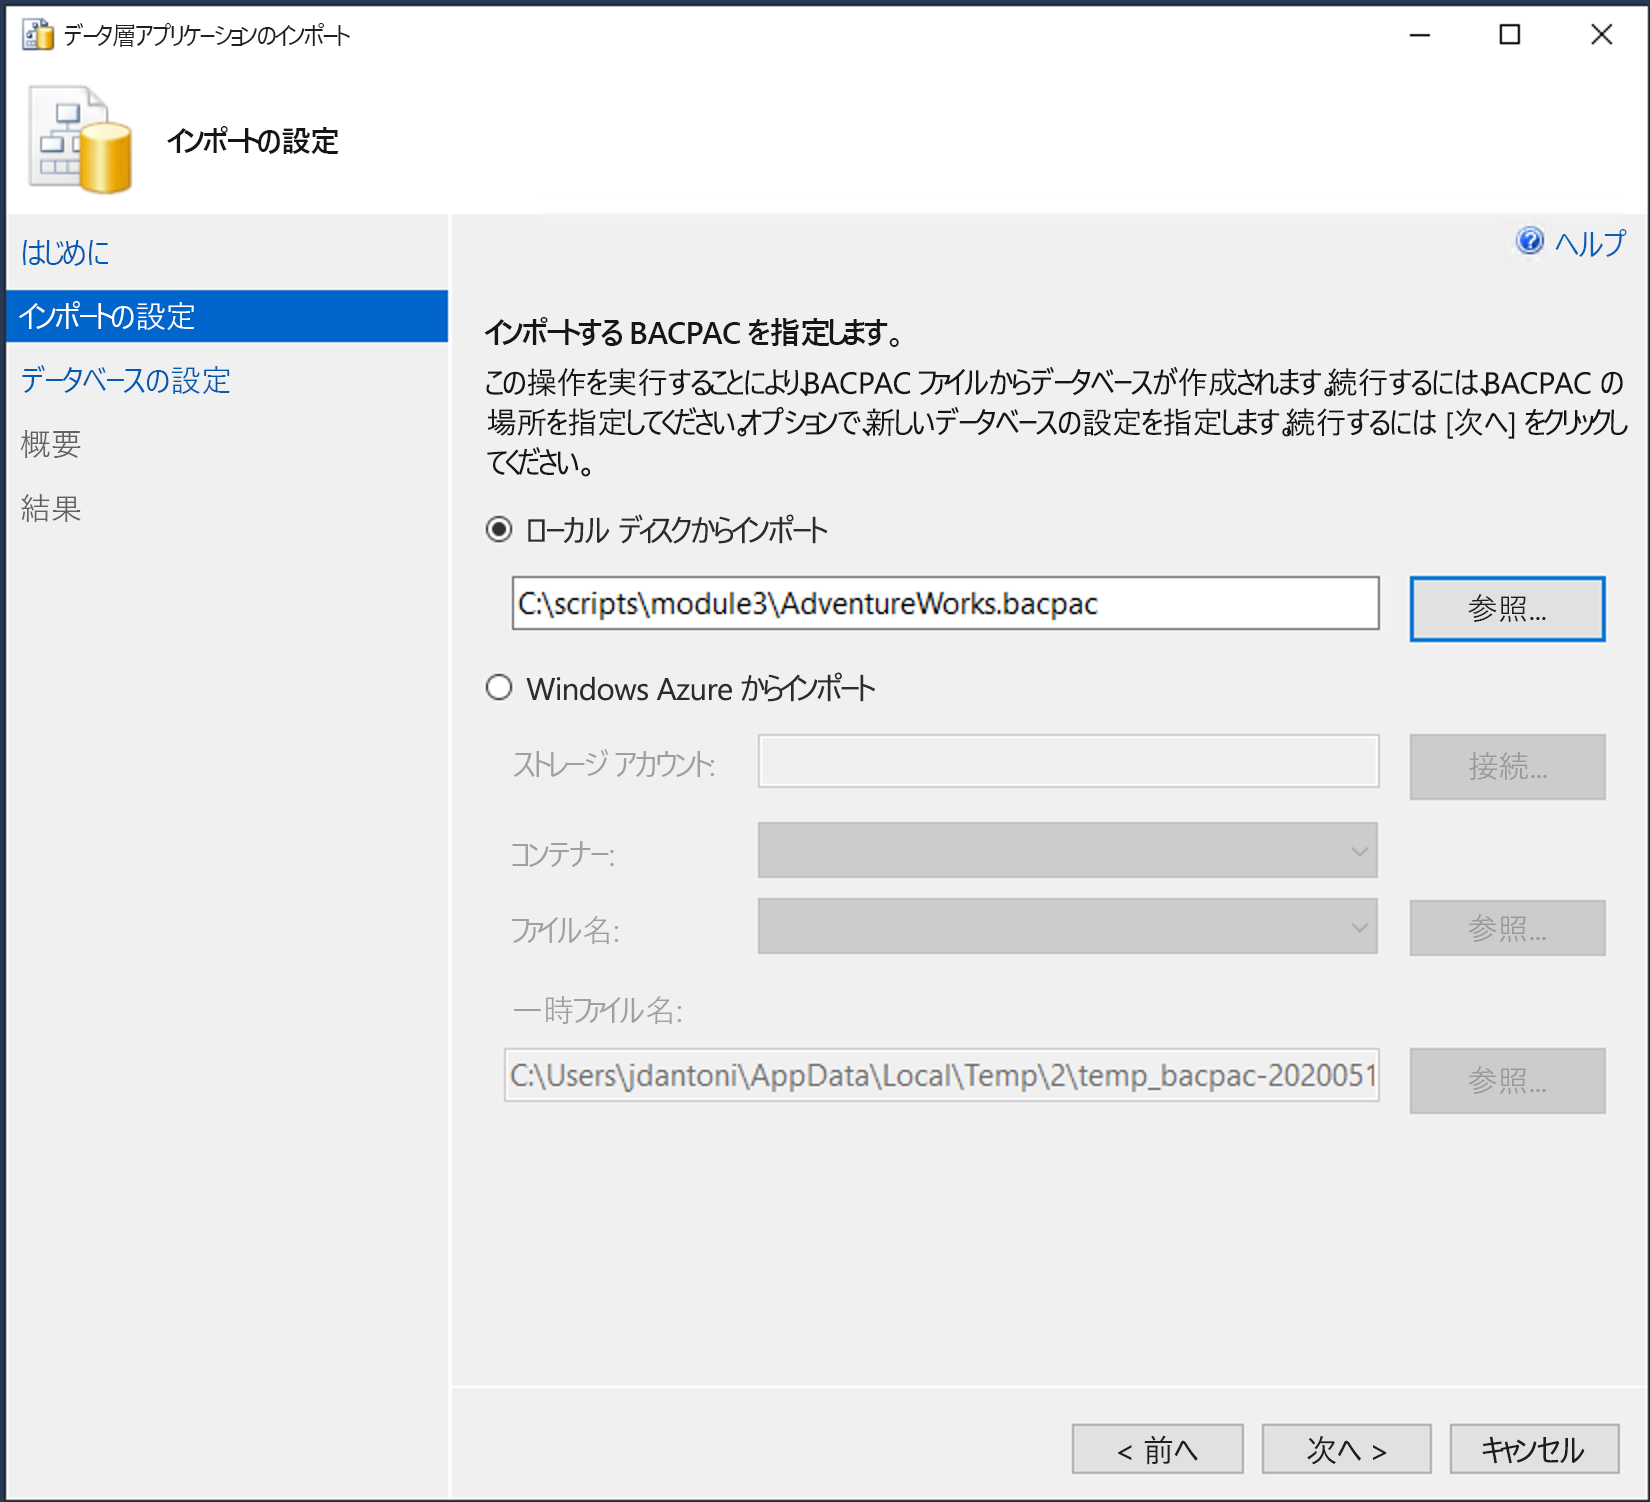 データ層アプリケーションのインポート
インポートの設定
はじめに
インポートの設定
データベースの設定
概要
結果
ヘルプ
インポートする BACPAC を指定します。
この操作を実行することにより、BACPAC ファイルからデータベースが作成されます。続行するには、BACPAC の
場所を指定してください。オプションで、新しいデータベースの設定を指定します。続行するには [次へ] をクリックし
てください。
ローカル ディスクからインポート
C:\scripts\module3\AdventureWorks.bacpac
参照...
Windows Azure からインポート
ストレージ アカウント:
接続...
コンテナー:
ファイル名:
参照...
一時ファイル名:
C:\Users\jdantoni\AppData\Local\Temp\2\temp_bacpac-2020051
参照...
< 前へ
次へ >
キャンセル